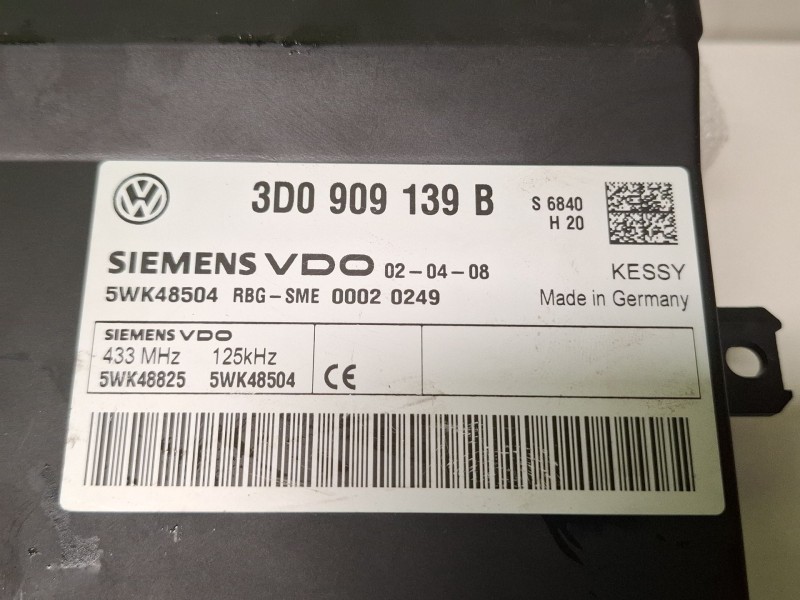 VW
3D0 909 139 B
S 6840
H 20
SIEMENS VDO 02-04-08
KESSY
5WK48504 RBG-SME 0002 0249
Made in Germany
SIEMENS VDO
433 MHz 125kHz
5WK48825 5WK48504
CE